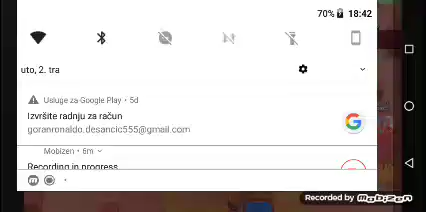 70% 18:42
uto, 2. tra
Usluge za Google Play • 5d
Izvršite radnju za račun
goranronaldo.desancic555@gmail.com
Mobizen • 6m
Recording in progress
Recorded by MOBIZEN